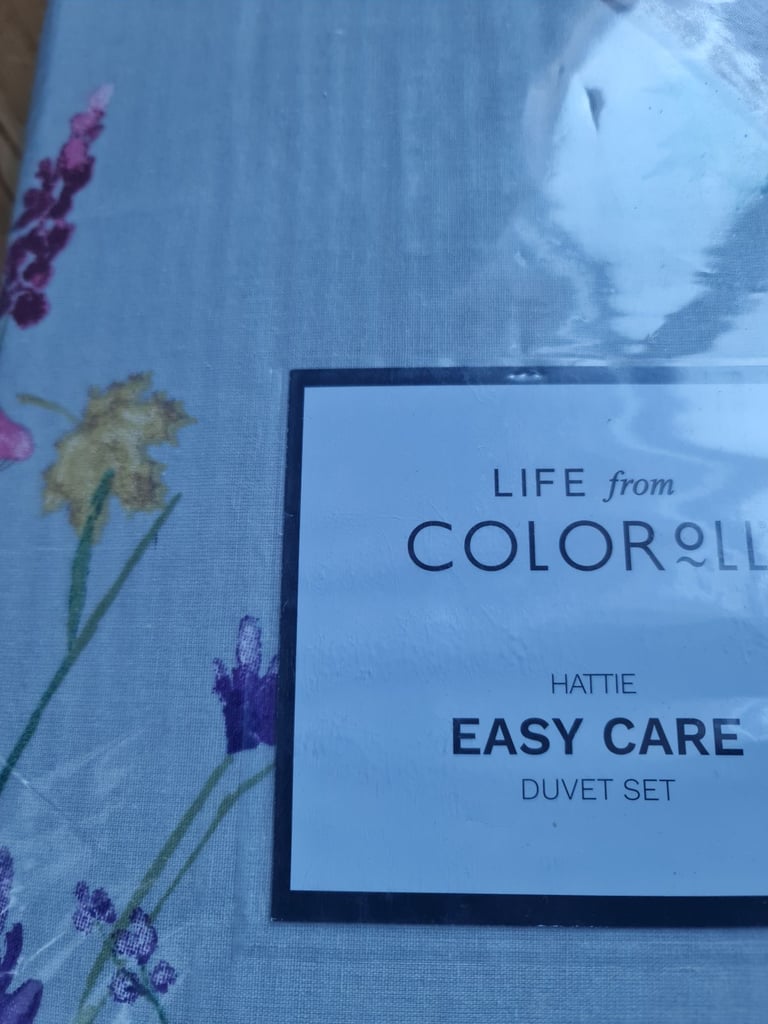 LIFE from
COLOROLL
HATTIE
EASY CARE
DUVET SET